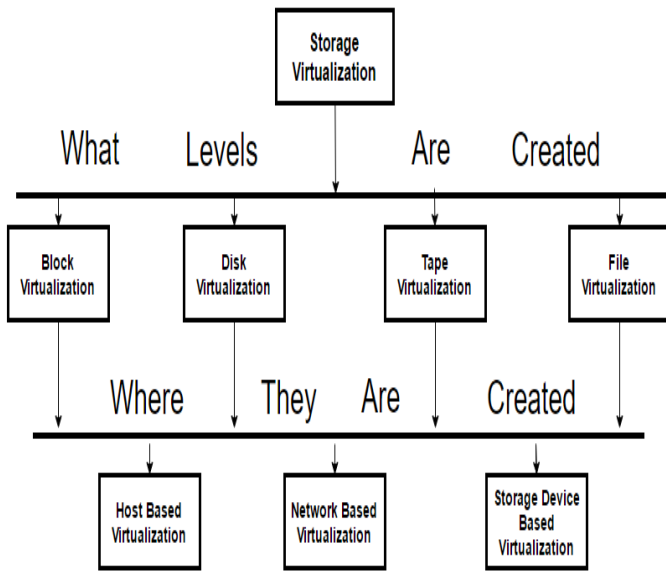 Storage
Virtualization
What Levels Are Created
Block
Virtualization
Disk
Virtualization
Tape
Virtualization
File
Virtualization
Where They Are Created
Host Based
Virtualization
Network Based
Virtualization
Storage Device
Based
Virtualization